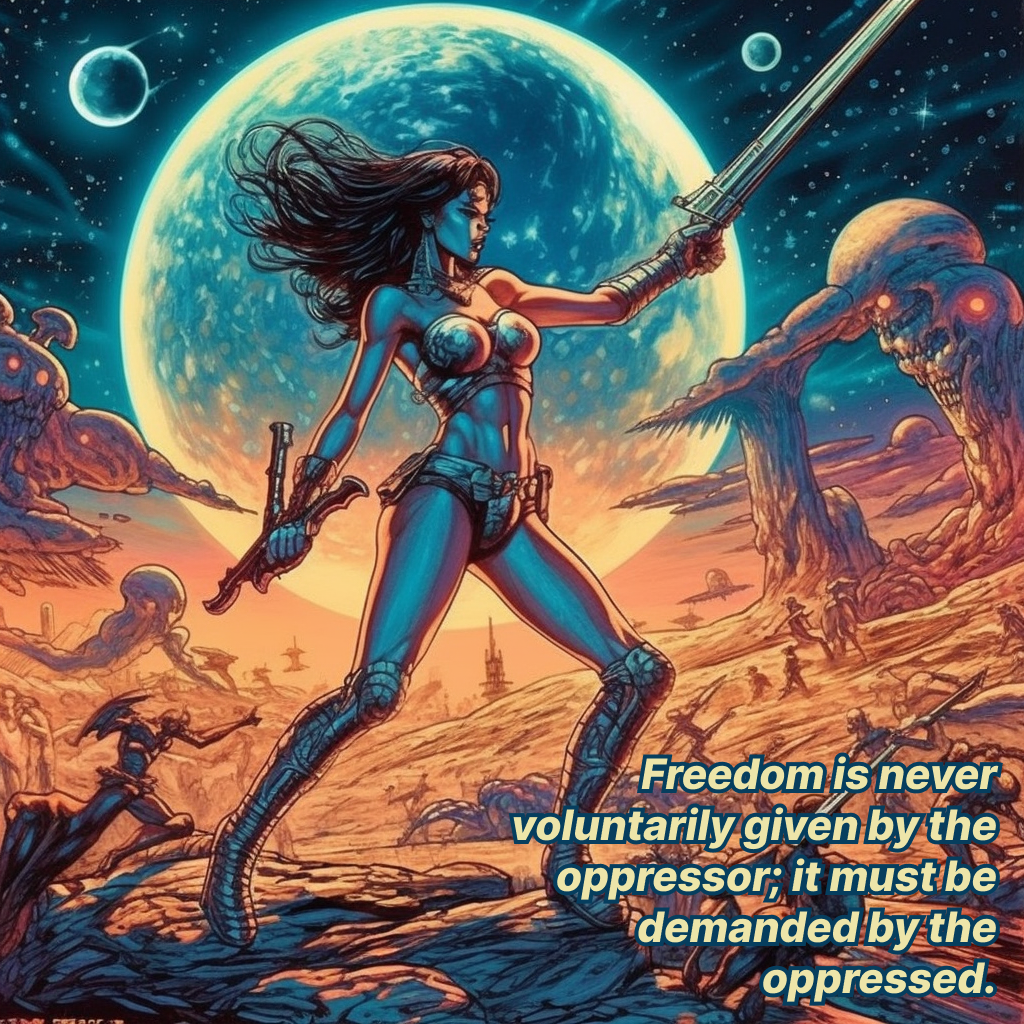 Freedom is never
voluntarily given by the
oppressor; it must be
demanded by the
oppressed.